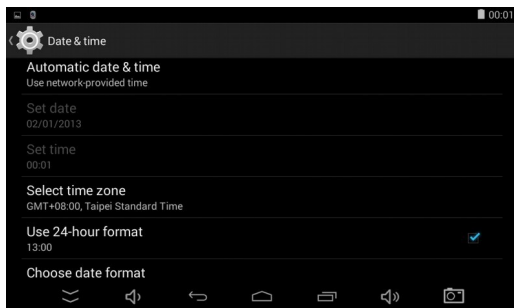 00:01
Date & time
Automatic date & time
Use network-provided time
Set date
02/01/2013
Set time
00:01
Select time zone
GMT+08:00, Taipei Standard Time
Use 24-hour format
13:00
Choose date format